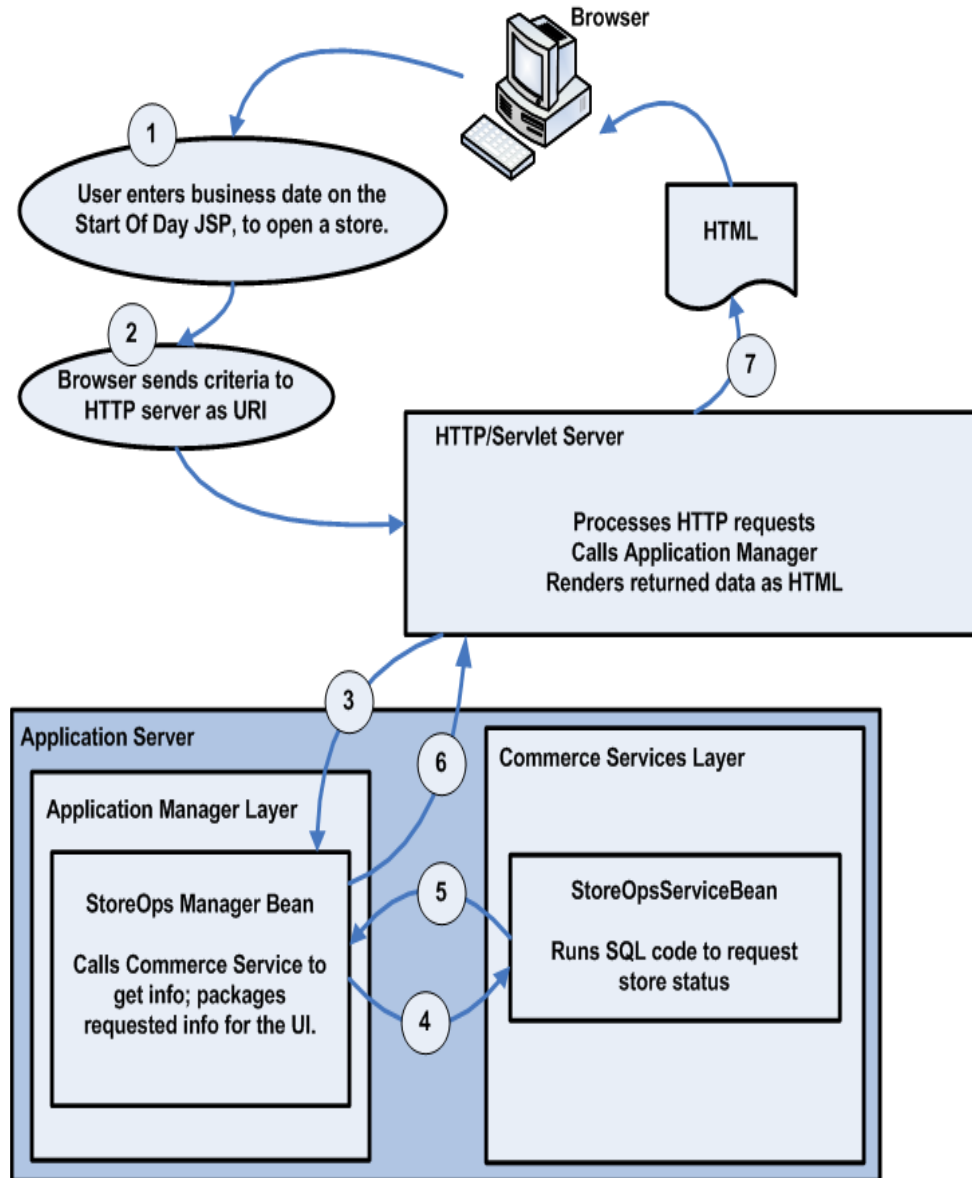 Browser
1
User enters business date on the
Start Of Day JSP, to open a store.
2
Browser sends criteria to
HTTP server as URI
HTML
7
HTTP/Servlet Server
Processes HTTP requests
Calls Application Manager
Renders returned data as HTML
3
6
Application Server
Application Manager Layer
StoreOps Manager Bean
Calls Commerce Service to
get info; packages
requested info for the UI.
5
4
Commerce Services Layer
StoreOpsServiceBean
Runs SQL code to request
store status